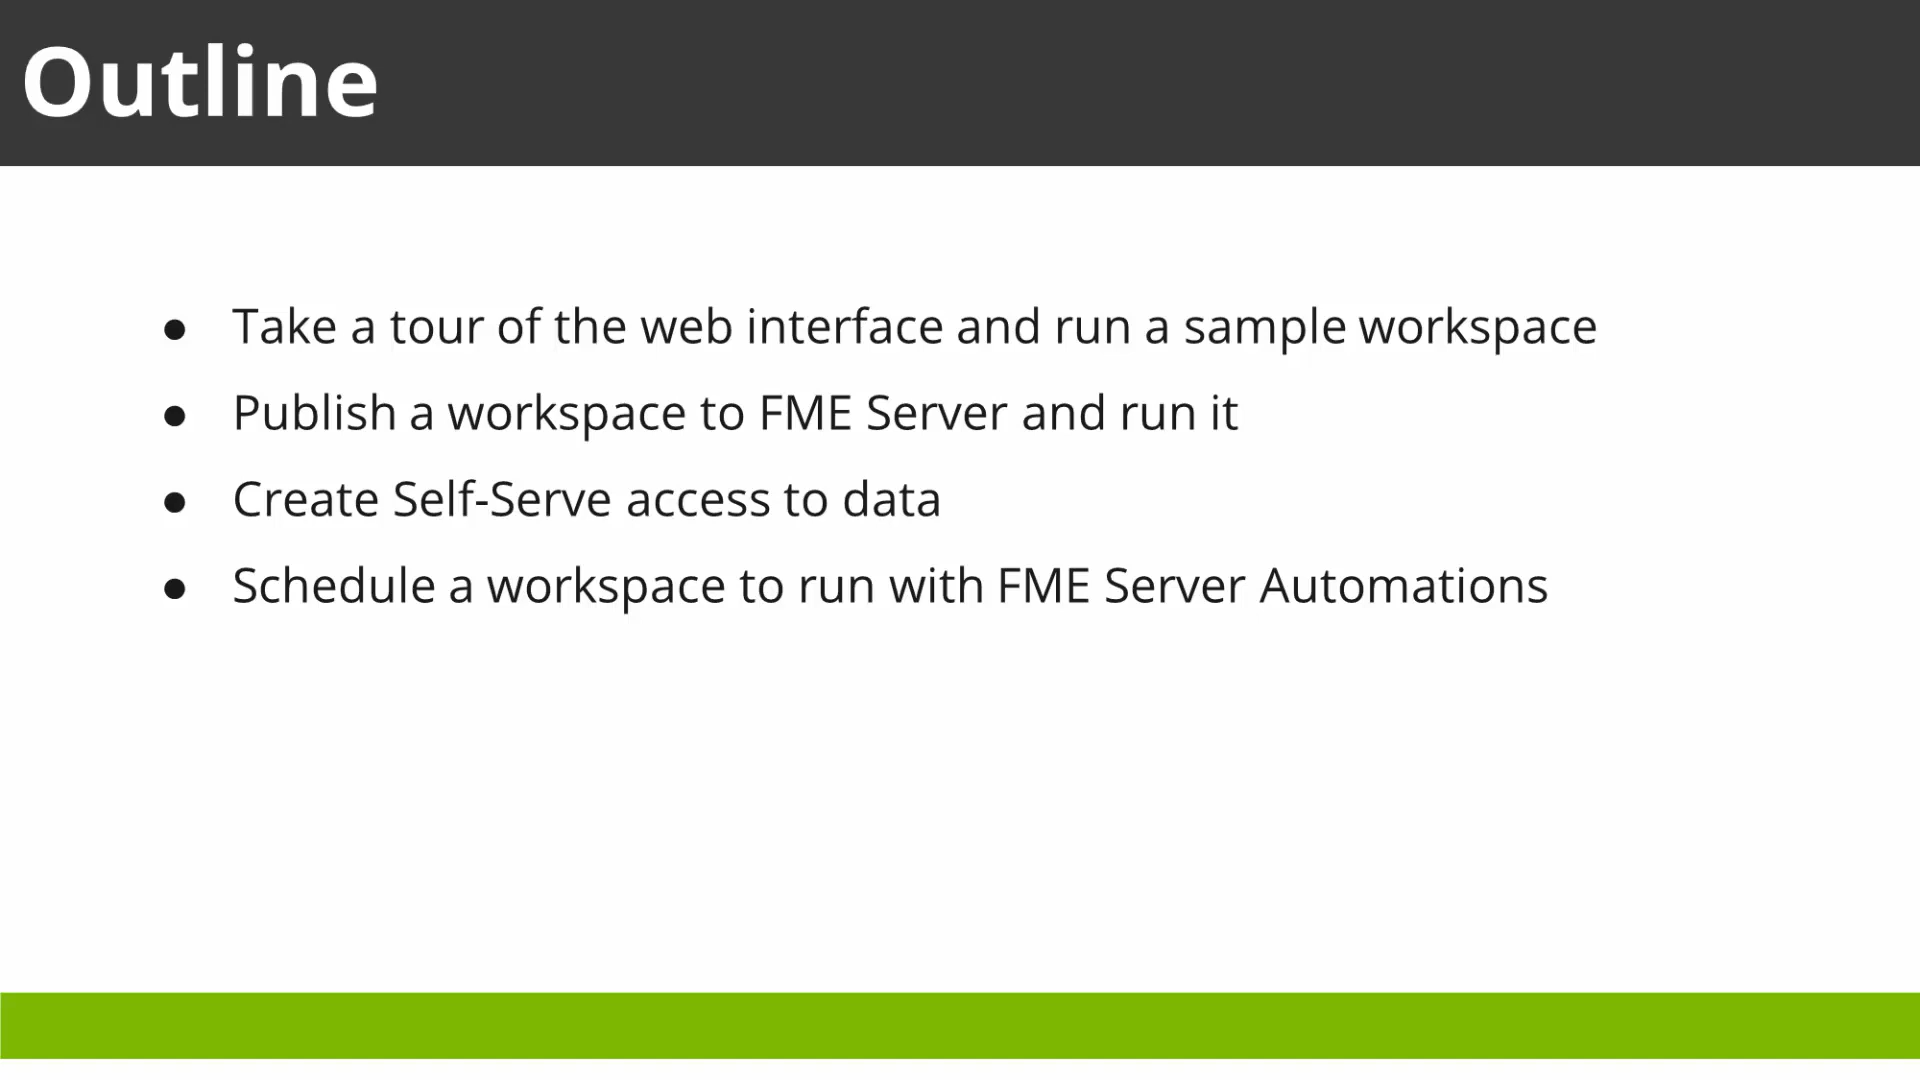 Outline
● Take a tour of the web interface and run a sample workspace
● Publish a workspace to FME Server and run it
● Create Self-Serve access to data
● Schedule a workspace to run with FME Server Automations